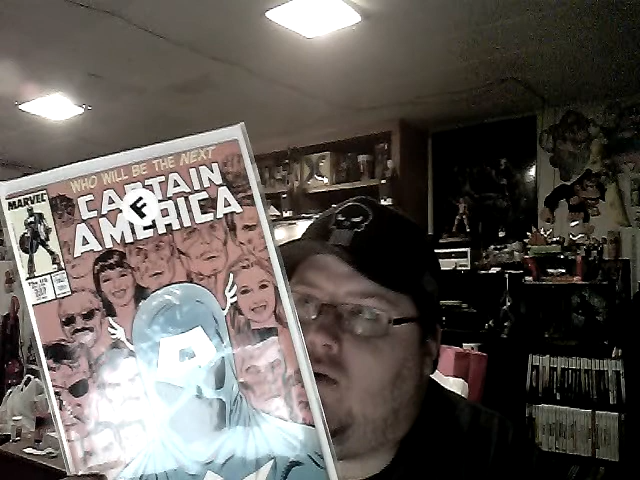 WHO WILL BE THE NEXT
MARVEL
CAPTAIN
F
AMERICA